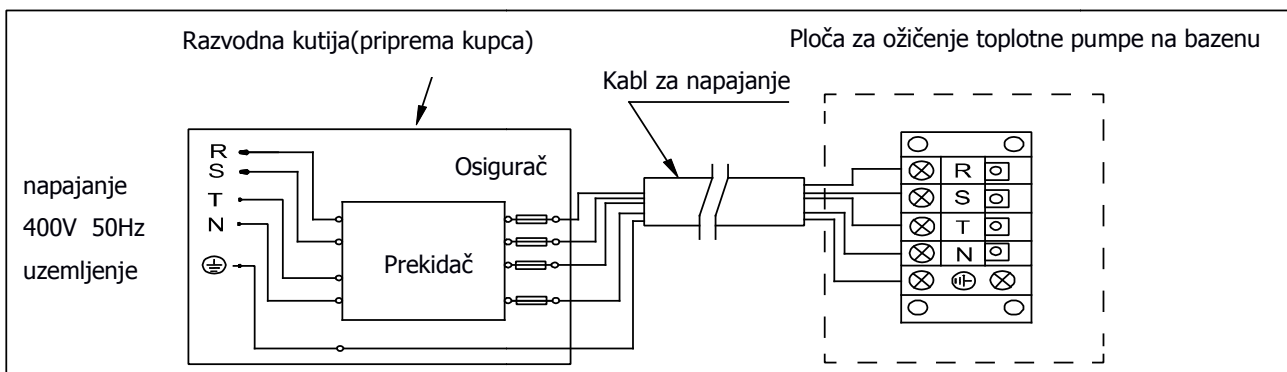 Razvodna kutija(priprema kupca)
Ploča za ožičenje toplotne pumpe na bazenu
Kabl za napajanje
R
S
T
N
Osigurač
Prekidač
napajanje
400V 50Hz
uzemljenje
R
S
T
N